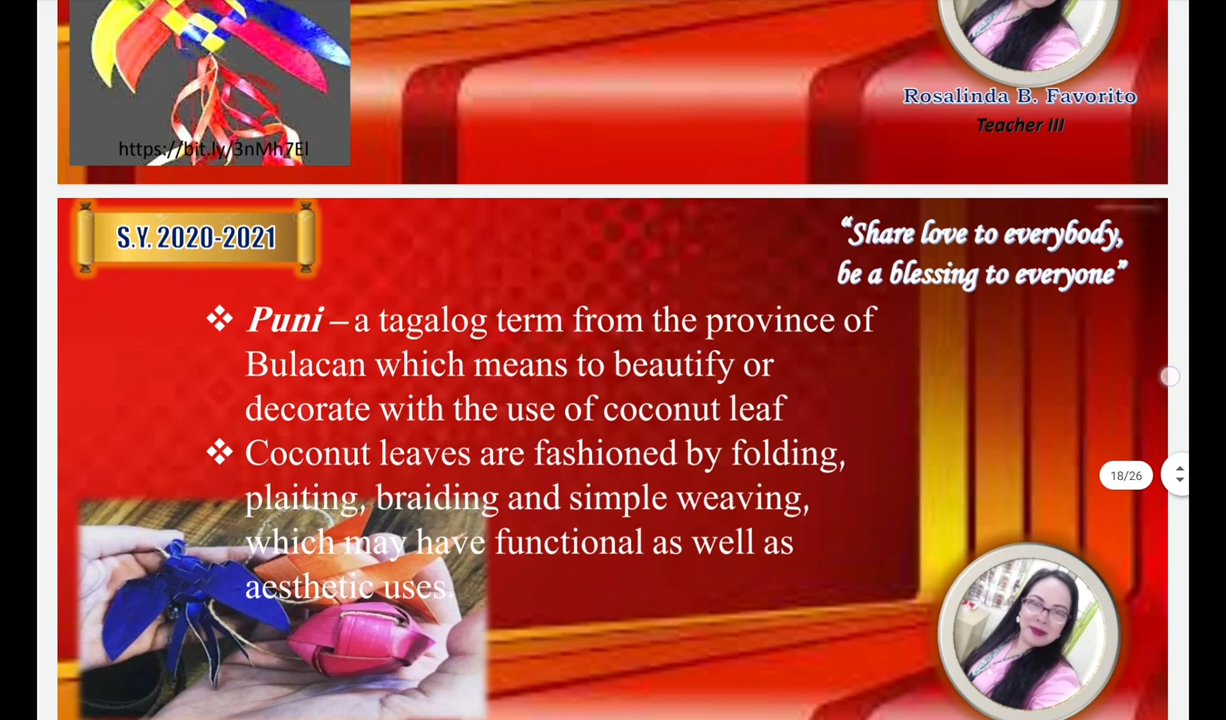 https://bit.ly/3nMh7El
Rosalinda B. Favorito
Teacher III
S.Y. 2020-2021
“Share love to everybody,
be a blessing to everyone”
❖ Puni – a tagalog term from the province of
Bulacan which means to beautify or
decorate with the use of coconut leaf
❖ Coconut leaves are fashioned by folding,
plaiting, braiding and simple weaving,
which may have functional as well as
aesthetic uses.
18/26